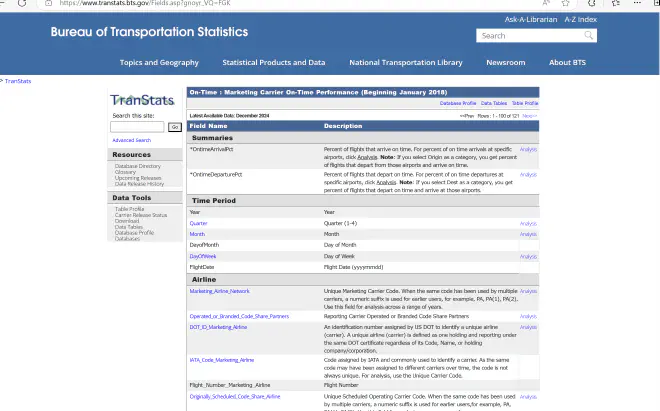 https://www.transtats.bts.gov/Fields.asp?gnoyr_VQ=FGK
Ask-A-Librarian A-Z Index
Bureau of Transportation Statistics
Search
Topics and Geography Statistical Products and Data National Transportation Library Newsroom About BTS
> TranStats
TranStats
Search this site:
Go
Advanced Search
Resources
Database Directory
Glossary
Upcoming Releases
Data Release History
Data Tools
Table Profile
Carrier Release Status
Download
Data Tables
Database Profile
Databases
On-Time : Marketing Carrier On-Time Performance (Beginning January 2018)
Database Profile Data Tables Table Profile
Latest Available Data: December 2024 <<Prev Rows : 1 - 100 of 121 Next>>
Field Name Description
Summaries
*OntimeArrivalPct Percent of flights that arrive on time. For percent of on time arrivals at specific Analysis
airports, click Analysis. Note: If you select Origin as a category, you get percent
of flights that depart from those airports and arrive on time.
*OntimeDeparturePct Percent of flights that depart on time. For percent of on time departures at Analysis
specific airports, click Analysis. Note: If you select Dest as a category, you get
percent of flights that depart on time and arrive at those airports.
Time Period
Year Year
Quarter Quarter (1-4) Analysis
Month Month Analysis
DayofMonth Day of Month
DayOfWeek Day of Week Analysis
FlightDate Flight Date (yyyymmdd)
Airline
Marketing_Airline_Network Unique Marketing Carrier Code. When the same code has been used by multiple Analysis
carriers, a numeric suffix is used for earlier users, for example, PA, PA(1), PA(2).
Use this field for analysis across a range of years.
Operated_or_Branded_Code_Share_Partners Reporting Carrier Operated or Branded Code Share Partners Analysis
DOT_ID_Marketing_Airline An identification number assigned by US DOT to identify a unique airline Analysis
(carrier). A unique airline (carrier) is defined as one holding and reporting under
the same DOT certificate regardless of its Code, Name, or holding
company/corporation.
IATA_Code_Marketing_Airline Code assigned by IATA and commonly used to identify a carrier. As the same Analysis
code may have been assigned to different carriers over time, the code is not
always unique. For analysis, use the Unique Carrier Code.
Flight_Number_Marketing_Airline Flight Number
Originally_Scheduled_Code_Share_Airline Unique Scheduled Operating Carrier Code. When the same code has been used Analysis
by multiple carriers, a numeric suffix is used for earlier users,for example, PA,